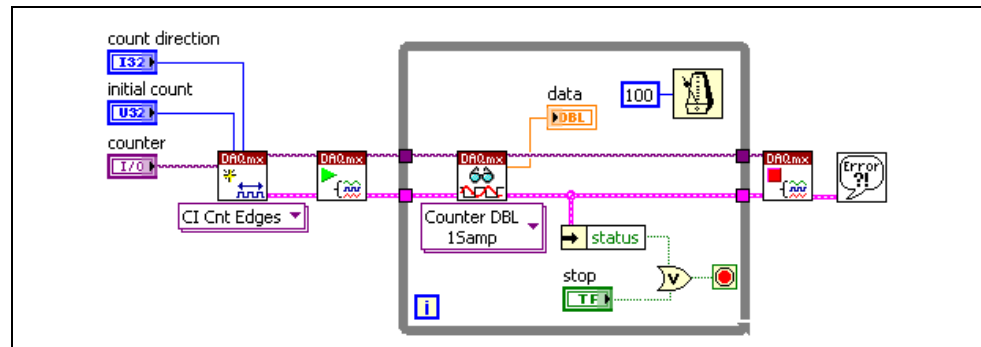 count direction
I32
initial count
U32
counter
I/O
DAQmx
CI Cnt Edges
DAQmx
DAQmx
Counter DBL
1Samp
data
DBL
100
status
stop
TF
V
i
DAQmx
Error
?!